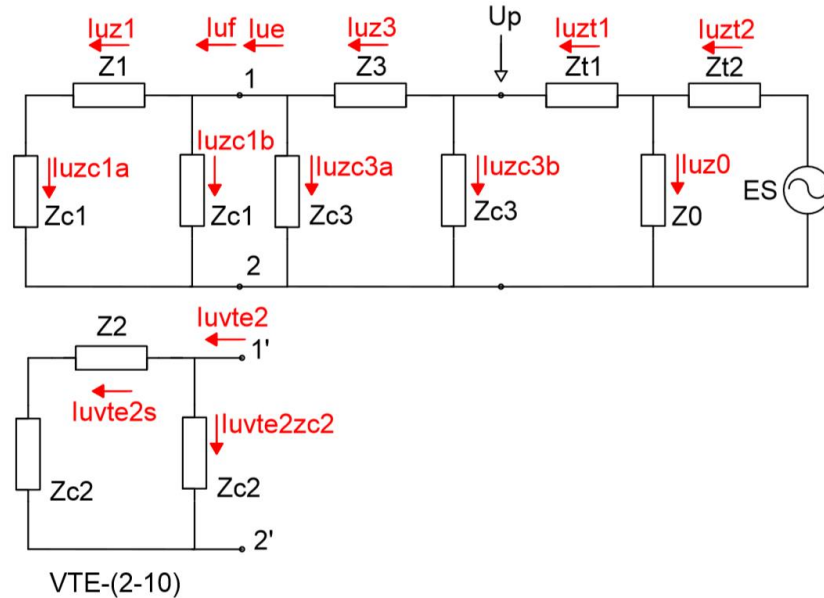 Iuz1 Iuf Iue Iuz3 Up Iuzt1 Iuzt2
Z1 1 Z3 Zt1 Zt2
Iuzc1a Iuzc1b Iuzc3a Iuzc3b Iuz0 ES
Zc1 Zc1 Zc3 Zc3 Z0
2
Z2 Iuvte2 1'
Iuvte2s Iuvte2zc2
Zc2 Zc2
2'
VTE-(2-10)